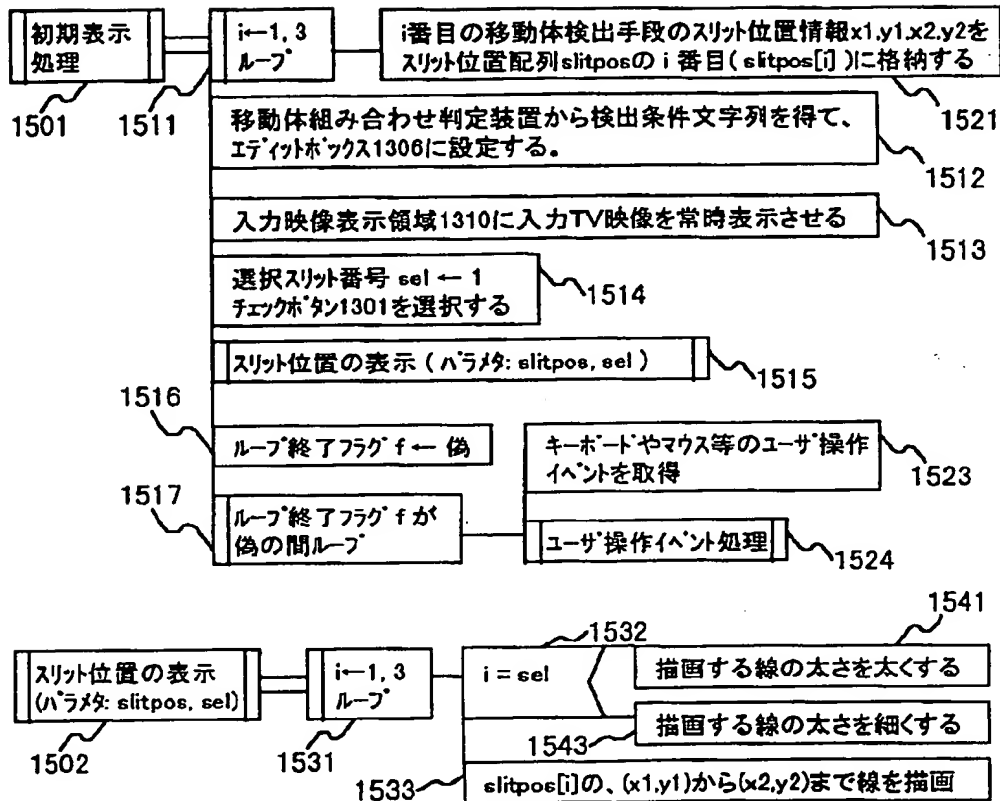 初期表示
処理
1501
i←1, 3
ループ
1511
i番目の移動体検出手段のスリット位置情報x1,y1,x2,y2を
スリット位置配列slitposの i 番目( slitpos[i] )に格納する
1521
移動体組み合わせ判定装置から検出条件文字列を得て、
エディットボックス1306に設定する。
1512
入力映像表示領域1310に入力TV映像を常時表示させる
1513
選択スリット番号 sel ← 1
チェックボタン1301を選択する
1514
スリット位置の表示 ( パラメタ: slitpos, sel )
1515
1516
ループ終了フラグ f ← 偽
1517
ループ終了フラグ f が
偽の間ループ
キーボードやマウス等のユーザ操作
イベントを取得
1523
ユーザ操作イベント処理
1524
スリット位置の表示
(パラメタ: slitpos, sel)
1502
i←1, 3
ループ
1531
1532
i = sel
1541
描画する線の太さを太くする
描画する線の太さを細くする
1543
slitpos[i]の、(x1,y1)から(x2,y2)まで線を描画
1533